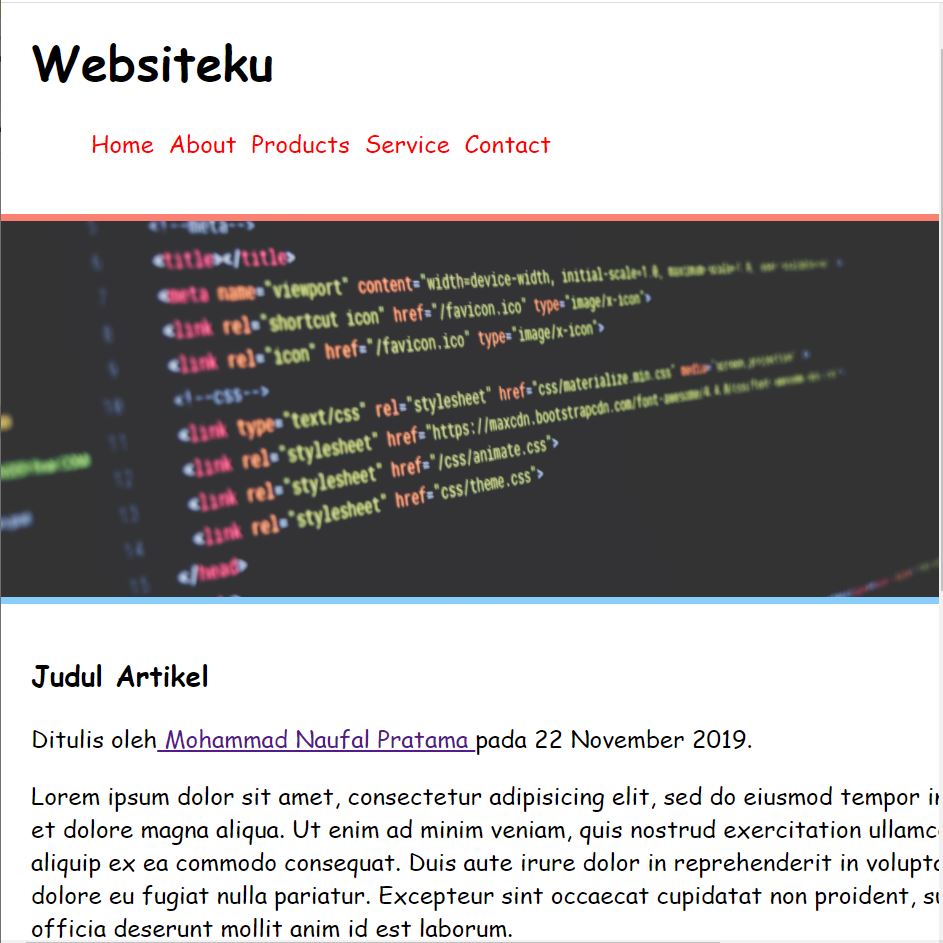 Websiteku
Home About Products Service Contact
<!--meta-->
<title></title>
<meta name="viewport" content="width=device-width, initial-scale=1.0,
<link rel="shortcut icon" href="/favicon.ico" type="image/x-icon">
<link rel="icon" href="/favicon.ico" type="image/x-icon">
<!--css-->
<link type="text/css" rel="stylesheet" href="css/materialize.min.css"
<link rel="stylesheet" href="https://maxcdn.bootstrapcdn.com/font-awesome/4.
<link rel="stylesheet" href="/css/animate.css">
<link rel="stylesheet" href="css/theme.css">
</head>
Judul Artikel
Ditulis oleh Mohammad Naufal Pratama pada 22 November 2019.
Lorem ipsum dolor sit amet, consectetur adipisicing elit, sed do eiusmod tempor
et dolore magna aliqua. Ut enim ad minim veniam, quis nostrud exercitation ullamc
aliquip ex ea commodo consequat. Duis aute irure dolor in reprehenderit in volupt
dolore eu fugiat nulla pariatur. Excepteur sint occaecat cupidatat non proident, s
officia deserunt mollit anim id est laborum.